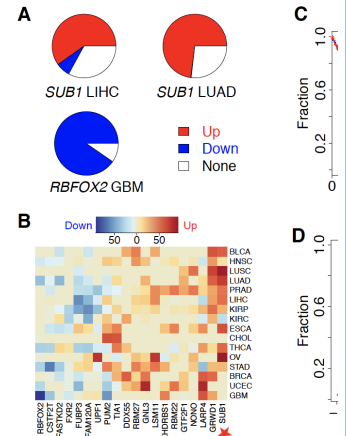 A
SUB1 LIHC
SUB1 LUAD
RBFOX2 GBM
Up
Down
None
B
Down
Up
50 0 50
BLCA
HNSC
LUSC
LUAD
PRAD
LIHC
KIRP
KIRC
ESCA
CHOL
THCA
OV
STAD
BRCA
UCEC
GBM
RBFOX2
CSTF2T
FASTKD2
FXR2
FUBP3
FAM120A
UPF1
PUM2
TIA1
DDX55
RBM27
GNL3
LSM11
KHDRBS1
RBM22
GTF2F1
NONO
LARP4
GRWD1
SUB1
C
Fraction
0.2 0.6 1.0
0
D
Fraction
0.2 0.6 1.0